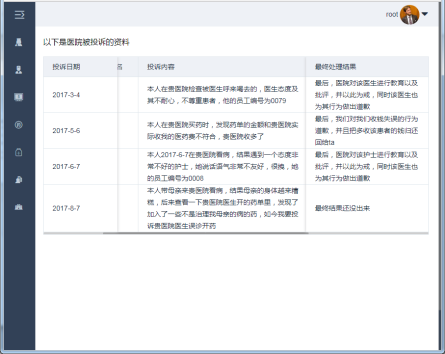 root
以下是医院被投诉的资料
投诉日期
投诉内容
最终处理结果
2017-3-4
本人在贵医院检查被医生呼来喝去的，医生态度及
其不耐心，不尊重患者，他的员工编号为0079
最后，医院对该医生进行教育以及
批评，并以此为戒，同时该医生也
为其行为做出道歉
2017-5-6
本人在贵医院买药时，发现药单的金额和贵医院实
际收我的医药费不符合，贵医院收多了
最后，我们对我们收钱失误的行为
道歉，并且把多收该患者的钱归还
回给ta
2017-6-7
本人2017-6-7在贵医院看病，结果遇到一个态度非
常不好的护士，她说话语气非常不友好，很拽，她
的员工编号为0008
最后，医院对该护士进行教育以及
批评，并以此为戒，同时该医生也
为其行为做出道歉
2017-8-7
本人带母亲来贵医院看病，结果母亲的身体越来糟
糕，后来查看一下贵医院医生开的药单里，发现了
加入了一些不是治理我母亲的病的药，如今我要投
诉贵医院医生误诊开药
最终结果还没出来